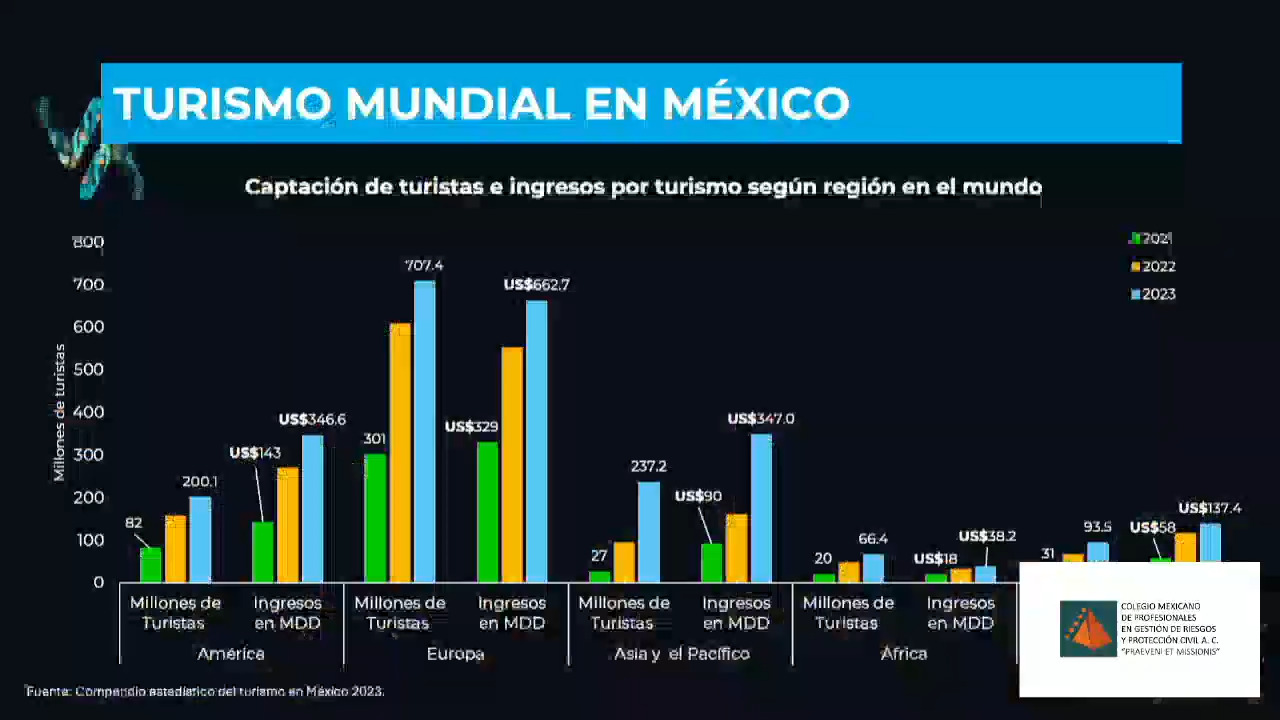 TURISMO MUNDIAL EN MÉXICO
Captación de turistas e ingresos por turismo según región en el mundo
2021
2022
2023
Millones de turistas
800
700
600
500
400
300
200
100
0
82
200.1
US$143
US$346.6
301
707.4
US$329
US$662.7
27
237.2
US$90
US$347.0
20
66.4
US$18
US$38.2
31
93.5
US$58
US$137.4
Millones de Turistas
Ingresos en MDD
Millones de Turistas
Ingresos en MDD
Millones de Turistas
Ingresos en MDD
Millones de Turistas
Ingresos en MDD
América
Europa
Asia y el Pacífico
África
Fuente: Compendio estadístico del turismo en México 2023.
COLEGIO MEXICANO
DE PROFESIONALES
EN GESTIÓN DE RIESGOS
Y PROTECCIÓN CIVIL A. C.
"PRAEVENI ET MISSIONIS"